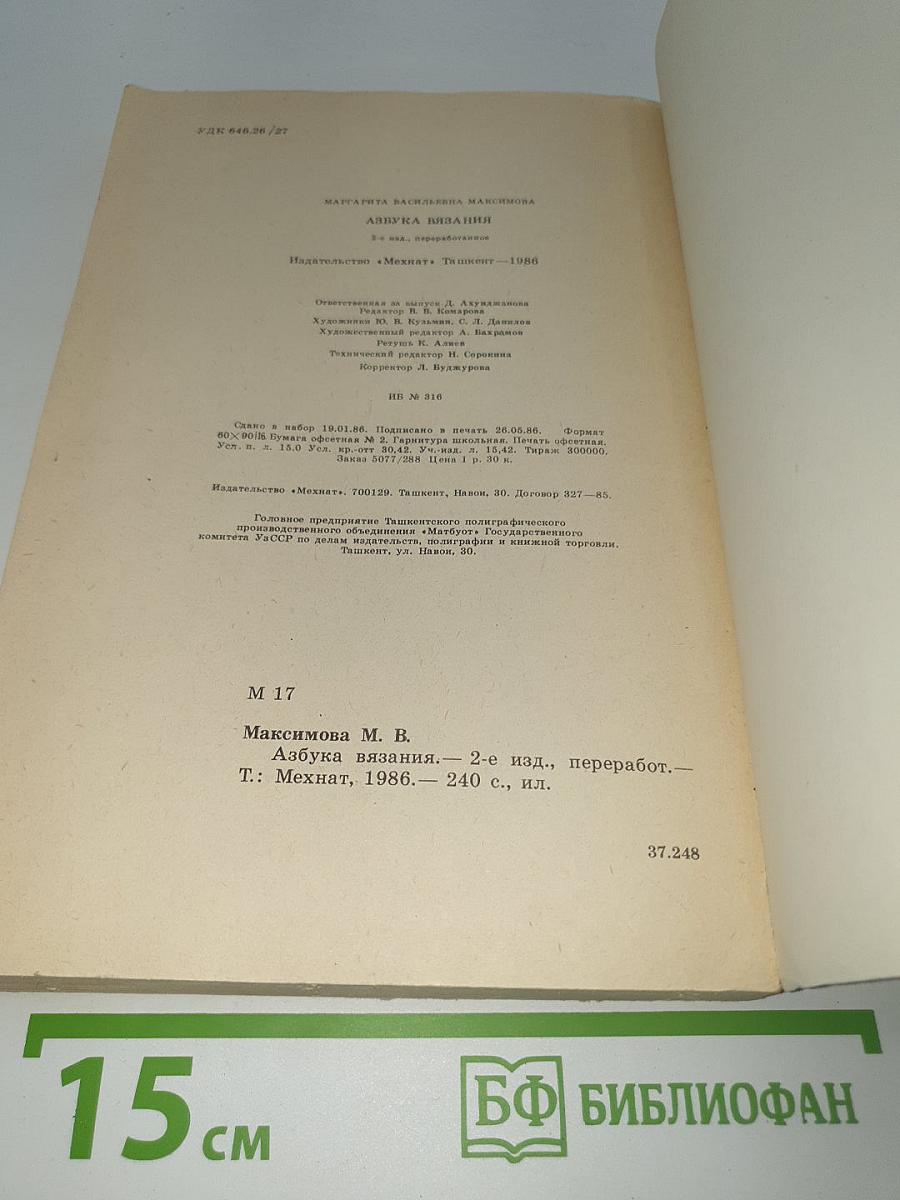 УДК 646.26/27
МАРГАРИТА ВАСИЛЬЕВНА МАКСИМОВА
АЗБУКА ВЯЗАНИЯ
2-е изд., переработанное
Издательство «Мехнат» Ташкент—1986
Ответственная за выпуск Д. Ахунджанова
Редактор В. В. Комарова
Художники Ю. В. Кузьмин, С. Л. Данилов
Художественный редактор А. Бахрамов
Ретушь К. Алиев
Технический редактор Н. Сорокина
Корректор Л. Буджурова
ИБ № 316
Сдано в набор 19.01.86. Подписано в печать 26.05.86. Формат
60×90/16 Бумага офсетная № 2. Гарнитура школьная. Печать офсетная.
Усл. п. л. 15.0 Усл. кр.-отт 30,42. Уч.-изд. л. 15,42. Тираж 300000.
Заказ 5077/288 Цена 1 р. 30 к.
Издательство «Мехнат». 700129. Ташкент, Навои, 30. Договор 327—85.
Головное предприятие Ташкентского полиграфического
производственного объединения «Матбуот» Государственного
комитета УзССР по делам издательств, полиграфии и книжной торговли.
Ташкент, ул. Навои, 30.
М 17
Максимова М. В.
Азбука вязания.— 2-е изд., переработ.—
Т.: Мехнат, 1986.— 240 с., ил.
37.248
15 см
БФ БИБЛИОФАН